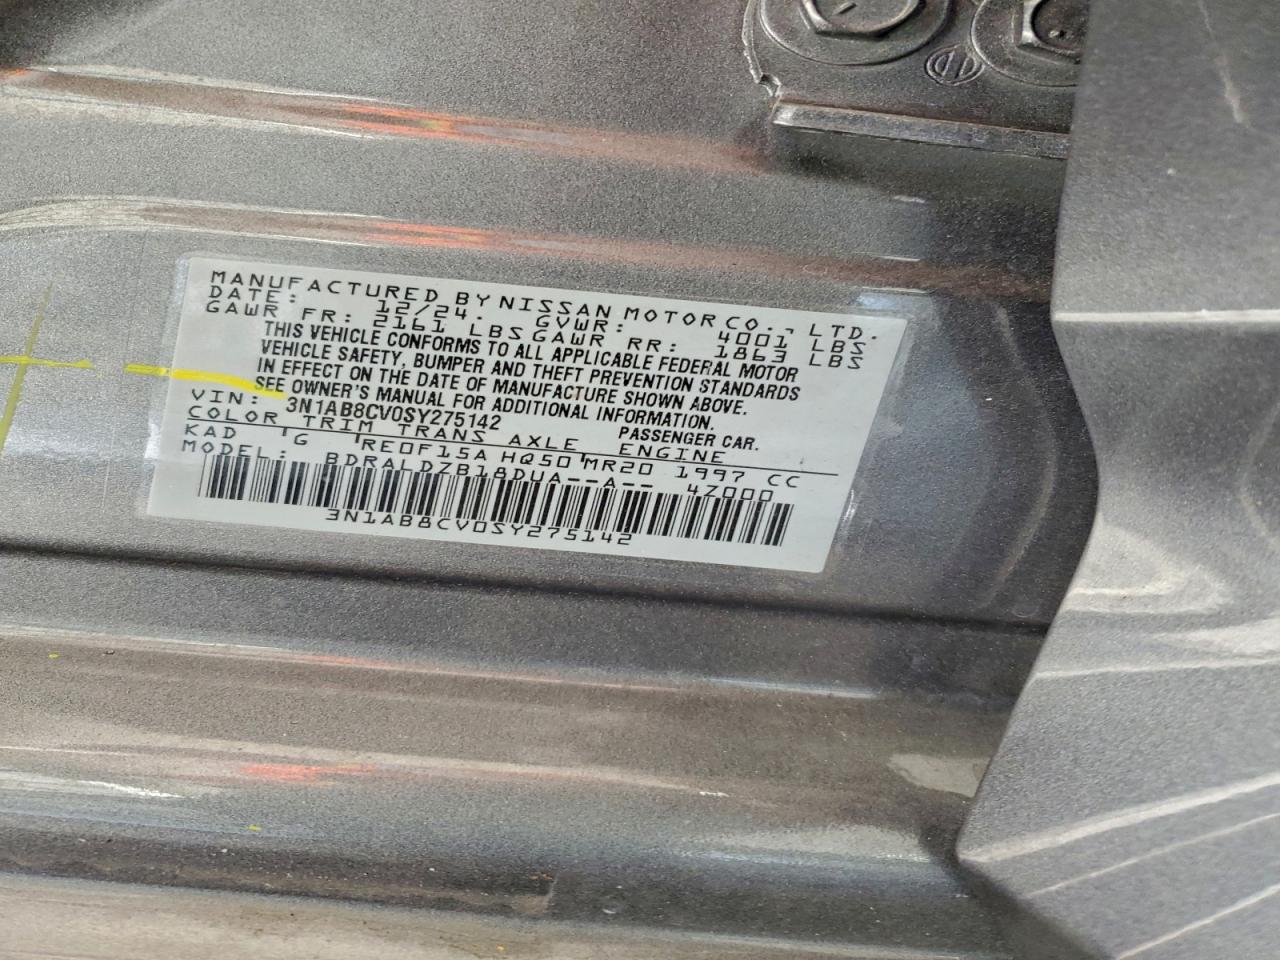 MANUFACTURED BY NISSAN MOTOR CO., LTD.
DATE: 12/24. GVWR: 4001 LBS
GAWR FR: 2161 LBS GAWR RR: 1863 LBS
THIS VEHICLE CONFORMS TO ALL APPLICABLE FEDERAL MOTOR
VEHICLE SAFETY, BUMPER AND THEFT PREVENTION STANDARDS
IN EFFECT ON THE DATE OF MANUFACTURE SHOWN ABOVE.
SEE OWNER'S MANUAL FOR ADDITIONAL INFORMATION.
VIN: 3N1AB8CV0SY275142 PASSENGER CAR.
COLOR TRIM TRANS AXLE ENGINE
KAD G RE0F15A HQ50 MR20 1997 CC
MODEL: BDRALDZB18DUA--A-- 4Z000
3N1AB8CV0SY275142